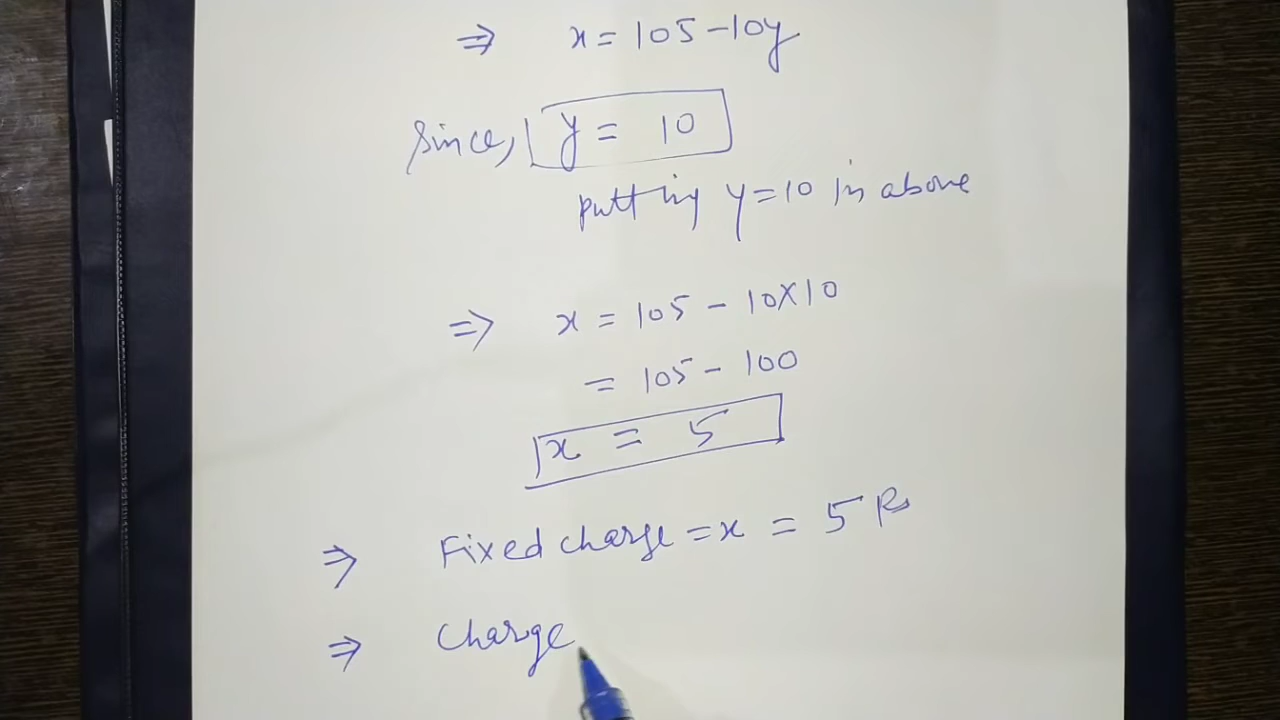 ⇒ x = 105 - 10y
Since, y = 10
putting y=10 in above
⇒ x = 105 - 10×10
= 105 - 100
x = 5
⇒ Fixed charge = x = 5 Rs
⇒ Charge